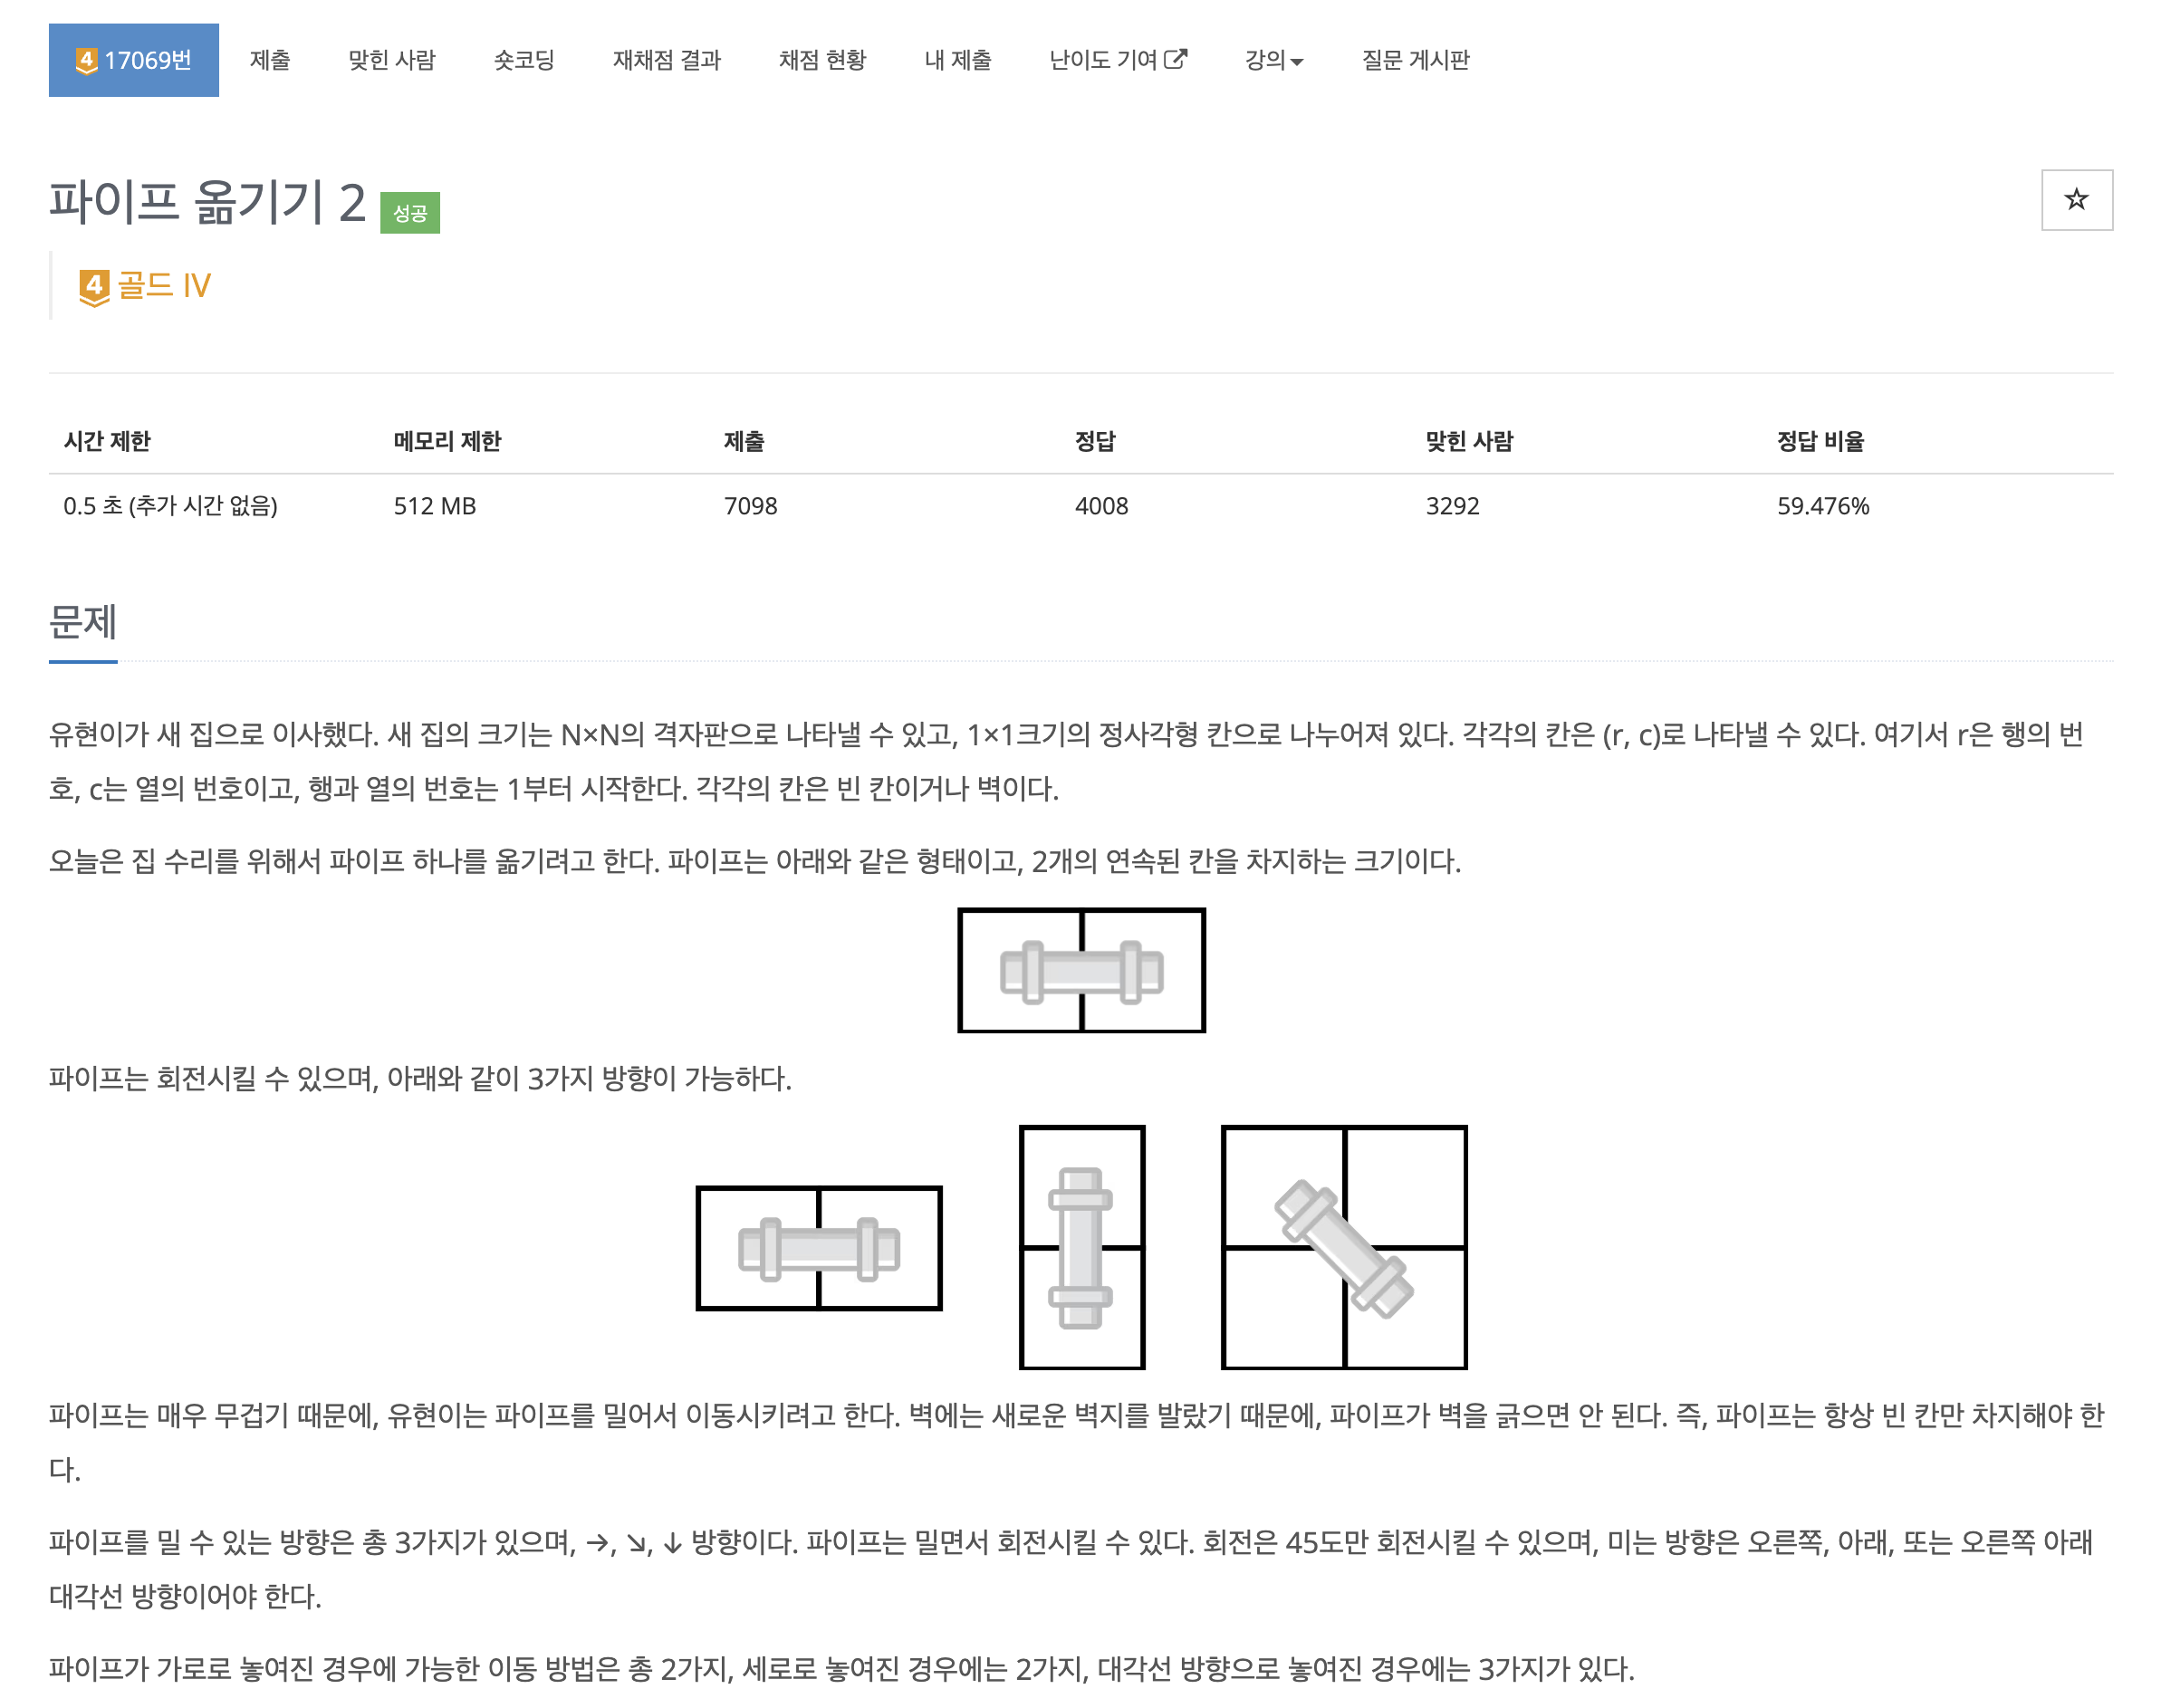 4 17069번 제출 맞힌 사람 숏코딩 재채점 결과 채점 현황 내 제출 난이도 기여 강의 질문 게시판
파이프 옮기기 2 성공
☆
4 골드 IV
시간 제한 메모리 제한 제출 정답 맞힌 사람 정답 비율
0.5 초 (추가 시간 없음) 512 MB 7098 4008 3292 59.476%
문제
유현이가 새 집으로 이사했다. 새 집의 크기는 N×N의 격자판으로 나타낼 수 있고, 1×1크기의 정사각형 칸으로 나누어져 있다. 각각의 칸은 (r, c)로 나타낼 수 있다. 여기서 r은 행의 번
호, c는 열의 번호이고, 행과 열의 번호는 1부터 시작한다. 각각의 칸은 빈 칸이거나 벽이다.
오늘은 집 수리를 위해서 파이프 하나를 옮기려고 한다. 파이프는 아래와 같은 형태이고, 2개의 연속된 칸을 차지하는 크기이다.
파이프는 회전시킬 수 있으며, 아래와 같이 3가지 방향이 가능하다.
파이프는 매우 무겁기 때문에, 유현이는 파이프를 밀어서 이동시키려고 한다. 벽에는 새로운 벽지를 발랐기 때문에, 파이프가 벽을 긁으면 안 된다. 즉, 파이프는 항상 빈 칸만 차지해야 한
다.
파이프를 밀 수 있는 방향은 총 3가지가 있으며, →, ↘, ↓ 방향이다. 파이프는 밀면서 회전시킬 수 있다. 회전은 45도만 회전시킬 수 있으며, 미는 방향은 오른쪽, 아래, 또는 오른쪽 아래
대각선 방향이어야 한다.
파이프가 가로로 놓여진 경우에 가능한 이동 방법은 총 2가지, 세로로 놓여진 경우에는 2가지, 대각선 방향으로 놓여진 경우에는 3가지가 있다.